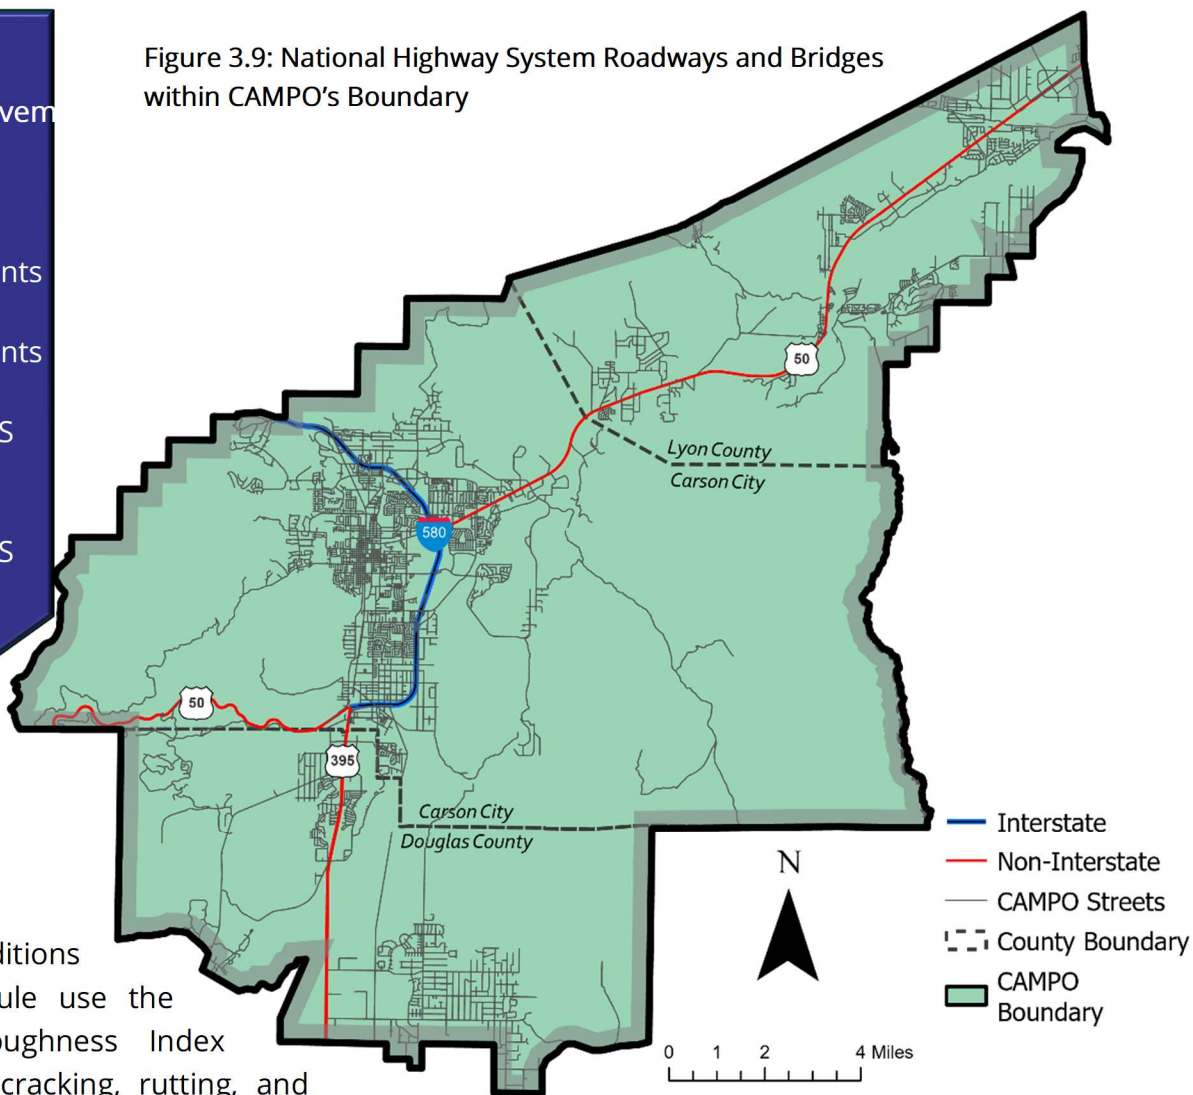 Figure 3.9: National Highway System Roadways and Bridges
within CAMPO's Boundary
vem
nts
nts
S
S
50
Lyon County
Carson City
580
50
395
Carson City
Douglas County
N
Interstate
Non-Interstate
CAMPO Streets
County Boundary
CAMPO
Boundary
0 1 2 4 Miles
ditions
ule use the
oughness Index
cracking, rutting, and